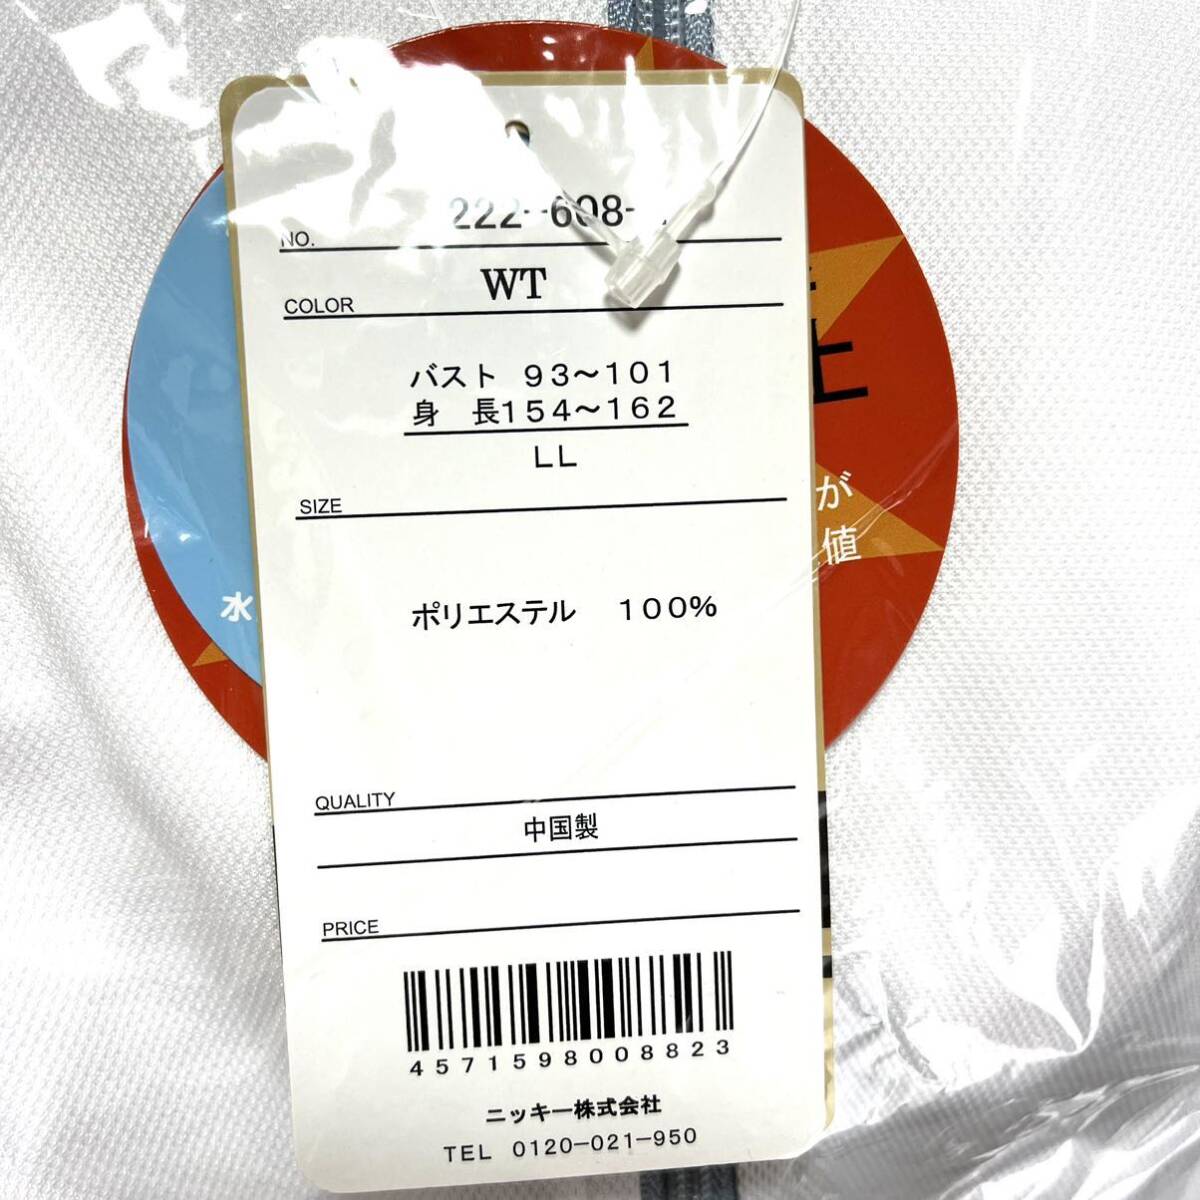 222-608-
NO.
WT
COLOR
バスト 93～101
身 長154～162
LL
SIZE
が
値
水
ポリエステル 100%
QUALITY
中国製
PRICE
4571598008823
ニッキー株式会社
TEL 0120-021-950